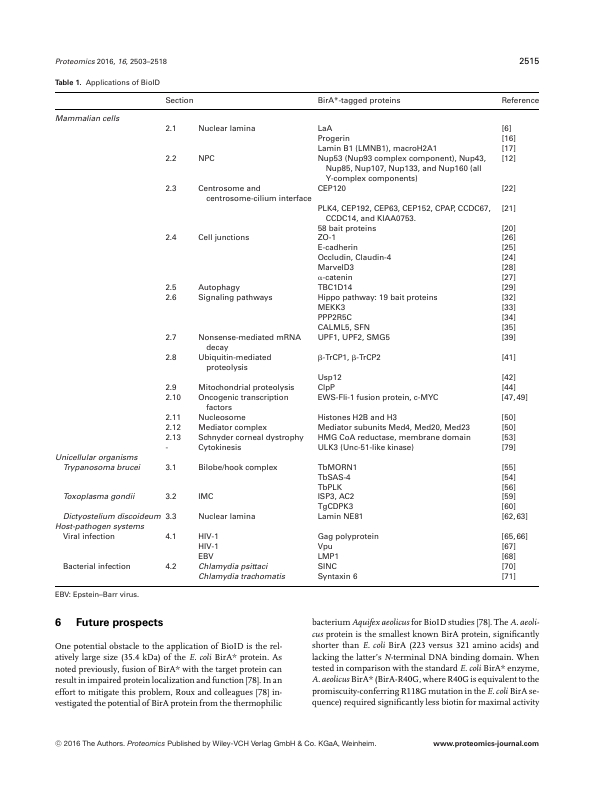 Proteomics 2016, 16, 2503–2518 2515
Table 1. Applications of BioID
Section BirA*-tagged proteins Reference
Mammalian cells
2.1 Nuclear lamina LaA [6]
Progerin [16]
Lamin B1 (LMNB1), macroH2A1 [17]
2.2 NPC Nup53 (Nup93 complex component), Nup43, [12]
Nup85, Nup107, Nup133, and Nup160 (all
Y-complex components)
2.3 Centrosome and CEP120 [22]
centrosome-cilium interface
PLK4, CEP192, CEP63, CEP152, CPAP, CCDC67, [21]
CCDC14, and KIAA0753.
58 bait proteins [20]
2.4 Cell junctions ZO-1 [26]
E-cadherin [25]
Occludin, Claudin-4 [24]
MarvelD3 [28]
α-catenin [27]
2.5 Autophagy TBC1D14 [29]
2.6 Signaling pathways Hippo pathway: 19 bait proteins [32]
MEKK3 [33]
PPP2R5C [34]
CALML5, SFN [35]
2.7 Nonsense-mediated mRNA UPF1, UPF2, SMG5 [39]
decay
2.8 Ubiquitin-mediated β-TrCP1, β-TrCP2 [41]
proteolysis
Usp12 [42]
2.9 Mitochondrial proteolysis ClpP [44]
2.10 Oncogenic transcription EWS-Fli-1 fusion protein, c-MYC [47,49]
factors
2.11 Nucleosome Histones H2B and H3 [50]
2.12 Mediator complex Mediator subunits Med4, Med20, Med23 [50]
2.13 Schnyder corneal dystrophy HMG CoA reductase, membrane domain [53]
- Cytokinesis ULK3 (Unc-51-like kinase) [79]
Unicellular organisms
Trypanosoma brucei 3.1 Bilobe/hook complex TbMORN1 [55]
TbSAS-4 [54]
TbPLK [56]
Toxoplasma gondii 3.2 IMC ISP3, AC2 [59]
TgCDPK3 [60]
Dictyostelium discoideum 3.3 Nuclear lamina Lamin NE81 [62,63]
Host-pathogen systems
Viral infection 4.1 HIV-1 Gag polyprotein [65,66]
HIV-1 Vpu [67]
EBV LMP1 [68]
Bacterial infection 4.2 Chlamydia psittaci SINC [70]
Chlamydia trachomatis Syntaxin 6 [71]
EBV: Epstein–Barr virus.
6 Future prospects
One potential obstacle to the application of BioID is the rel-
atively large size (35.4 kDa) of the E. coli BirA* protein. As
noted previously, fusion of BirA* with the target protein can
result in impaired protein localization and function [78]. In an
effort to mitigate this problem, Roux and colleagues [78] in-
vestigated the potential of BirA protein from the thermophilic
bacterium Aquifex aeolicus for BioID studies [78]. The A. aeoli-
cus protein is the smallest known BirA protein, significantly
shorter than E. coli BirA (223 versus 321 amino acids) and
lacking the latter's N-terminal DNA binding domain. When
tested in comparison with the standard E. coli BirA* enzyme,
A. aeolicus BirA* (BirA-R40G, where R40G is equivalent to the
promiscuity-conferring R118G mutation in the E. coli BirA se-
quence) required significantly less biotin for maximal activity
© 2016 The Authors. Proteomics Published by Wiley-VCH Verlag GmbH & Co. KGaA, Weinheim. www.proteomics-journal.com